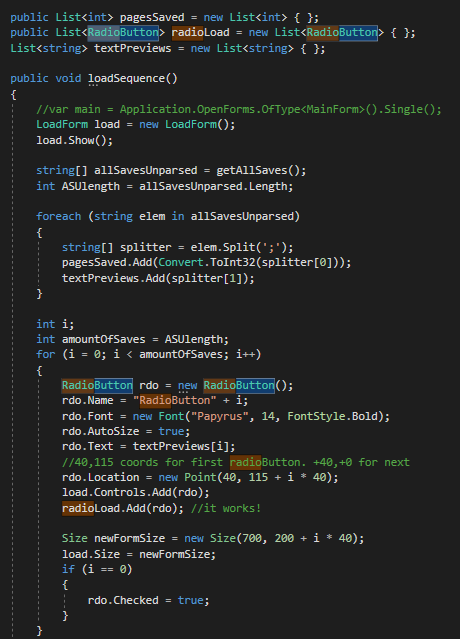 public List<int> pagesSaved = new List<int> { };
public List<RadioButton> radioLoad = new List<RadioButton> { };
List<string> textPreviews = new List<string> { };

public void loadSequence()
{
    //var main = Application.OpenForms.OfType<MainForm>().Single();
    LoadForm load = new LoadForm();
    load.Show();

    string[] allSavesUnparsed = getAllSaves();
    int ASUlength = allSavesUnparsed.Length;

    foreach (string elem in allSavesUnparsed)
    {
        string[] splitter = elem.Split(';');
        pagesSaved.Add(Convert.ToInt32(splitter[0]));
        textPreviews.Add(splitter[1]);
    }

    int i;
    int amountOfSaves = ASUlength;
    for (i = 0; i < amountOfSaves; i++)
    {
        RadioButton rdo = new RadioButton();
        rdo.Name = "RadioButton" + i;
        rdo.Font = new Font("Papyrus", 14, FontStyle.Bold);
        rdo.AutoSize = true;
        rdo.Text = textPreviews[i];
        //40,115 coords for first radioButton. +40,+0 for next
        rdo.Location = new Point(40, 115 + i * 40);
        load.Controls.Add(rdo);
        radioLoad.Add(rdo); //it works!

        Size newFormSize = new Size(700, 200 + i * 40);
        load.Size = newFormSize;
        if (i == 0)
        {
            rdo.Checked = true;
        }
    }